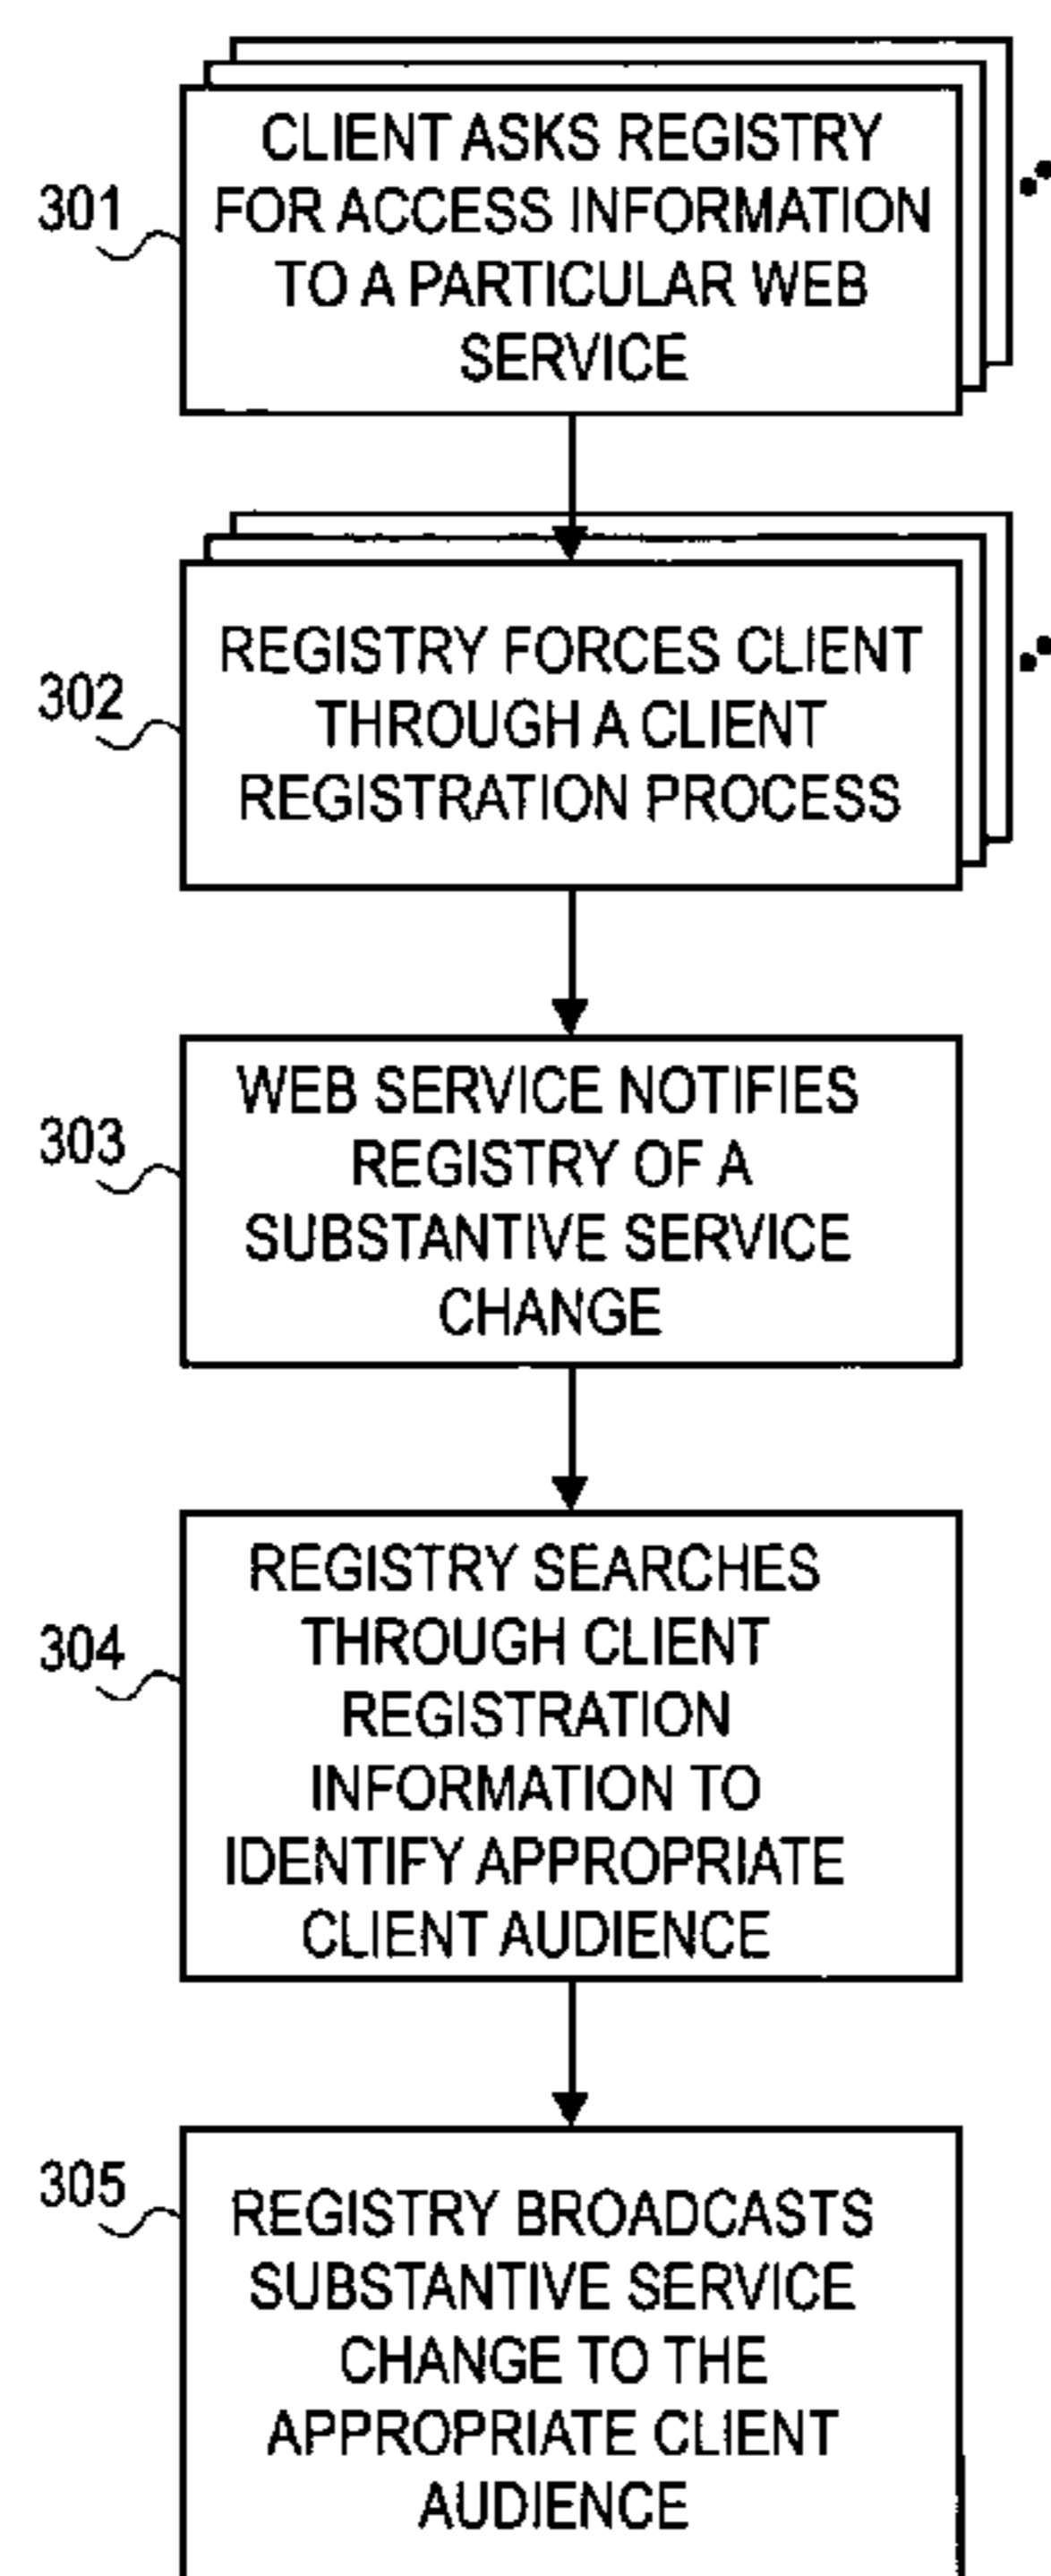 CLIENT ASKS REGISTRY
FOR ACCESS INFORMATION
TO A PARTICULAR WEB
SERVICE
301
REGISTRY FORCES CLIENT
THROUGH A CLIENT
REGISTRATION PROCESS
302
WEB SERVICE NOTIFIES
REGISTRY OF A
SUBSTANTIVE SERVICE
CHANGE
303
REGISTRY SEARCHES
THROUGH CLIENT
REGISTRATION
INFORMATION TO
IDENTIFY APPROPRIATE
CLIENT AUDIENCE
304
REGISTRY BROADCASTS
SUBSTANTIVE SERVICE
CHANGE TO THE
APPROPRIATE CLIENT
AUDIENCE
305